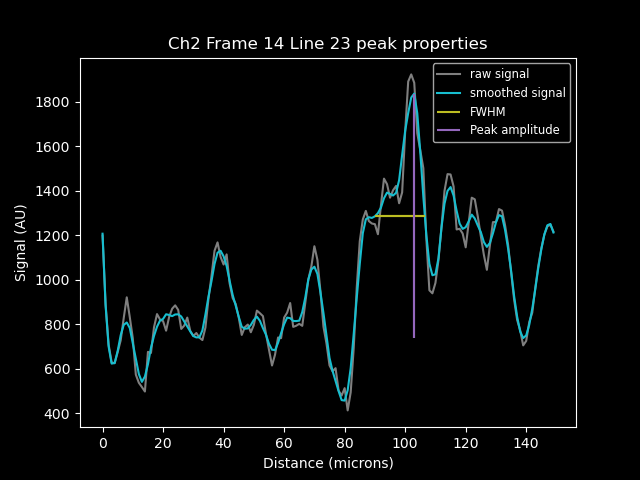 Ch2 Frame 14 Line 23 peak properties
raw signal
smoothed signal
FWHM
Peak amplitude
Signal (AU)
1800
1600
1400
1200
1000
800
600
400
0 20 40 60 80 100 120 140
Distance (microns)